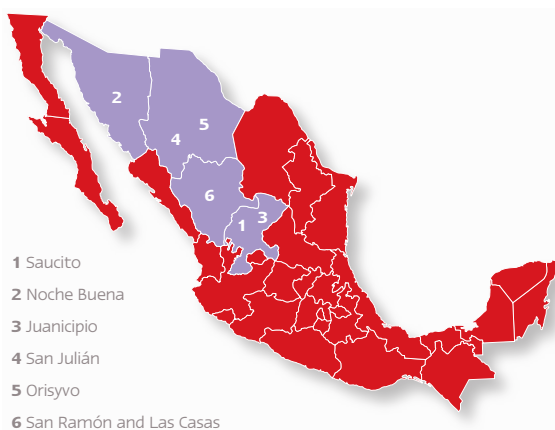 2
5
4
6
3
1
1 Saucito
2 Noche Buena
3 Juanicipio
4 San Julián
5 Orisyvo
6 San Ramón and Las Casas